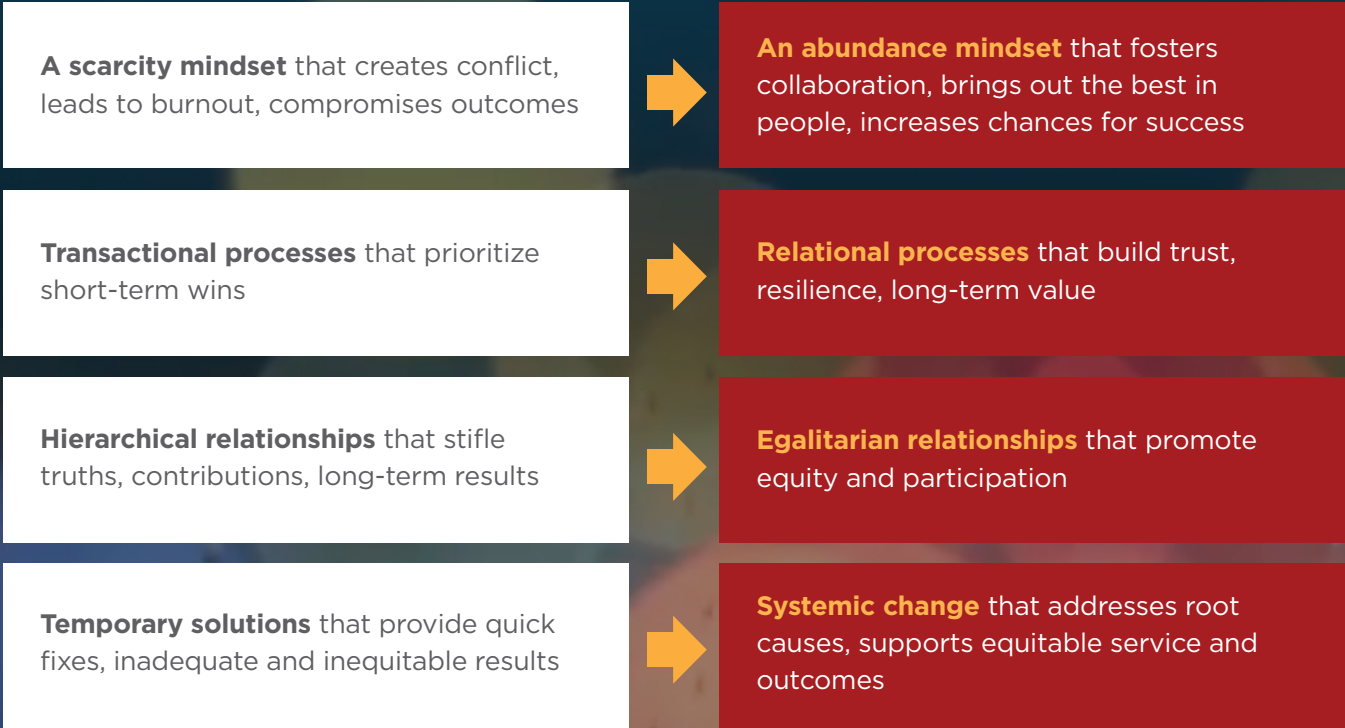 A scarcity mindset that creates conflict,
leads to burnout, compromises outcomes
An abundance mindset that fosters
collaboration, brings out the best in
people, increases chances for success
Transactional processes that prioritize
short-term wins
Relational processes that build trust,
resilience, long-term value
Hierarchical relationships that stifle
truths, contributions, long-term results
Egalitarian relationships that promote
equity and participation
Temporary solutions that provide quick
fixes, inadequate and inequitable results
Systemic change that addresses root
causes, supports equitable service and
outcomes